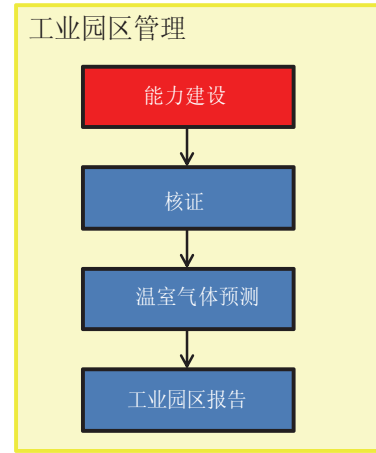 工业园区管理
能力建设
核证
温室气体预测
工业园区报告